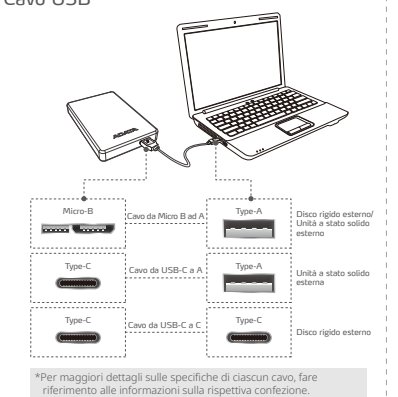 Cavo USB
ADATA
Micro-B
Cavo da Micro B ad A
Type-A
Disco rigido esterno/
Unità a stato solido
esterno
Type-C
Cavo da USB-C a A
Type-A
Unità a stato solido
esterna
Type-C
Cavo da USB-C a C
Type-C
Disco rigido esterno
*Per maggiori dettagli sulle specifiche di ciascun cavo, fare
riferimento alle informazioni sulla rispettiva confezione.